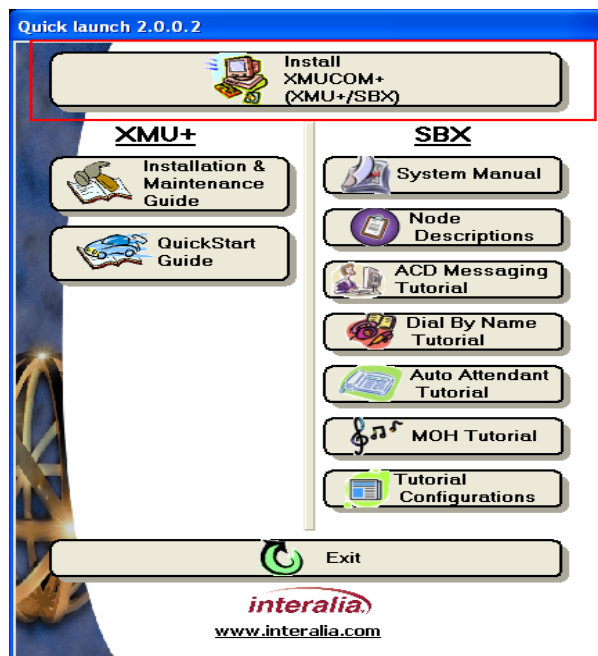 Quick launch 2.0.0.2
Install
XMUCOM+
(XMU+/SBX)
XMU+
Installation &
Maintenance
Guide
QuickStart
Guide
SBX
System Manual
Node
Descriptions
ACD Messaging
Tutorial
Dial By Name
Tutorial
Auto Attendant
Tutorial
MOH Tutorial
Tutorial
Configurations
Exit
interalia
www.interalia.com